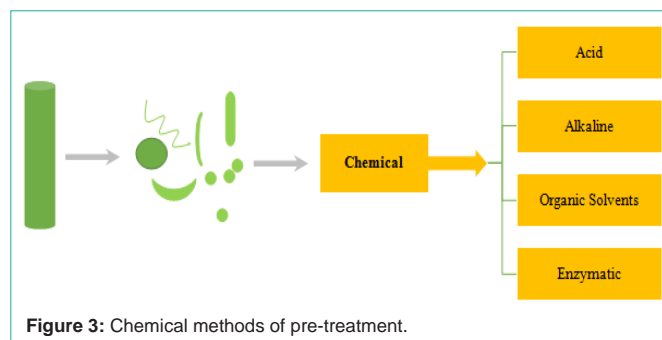 Acid
Alkaline
Chemical
Organic Solvents
Enzymatic
Figure 3: Chemical methods of pre-treatment.